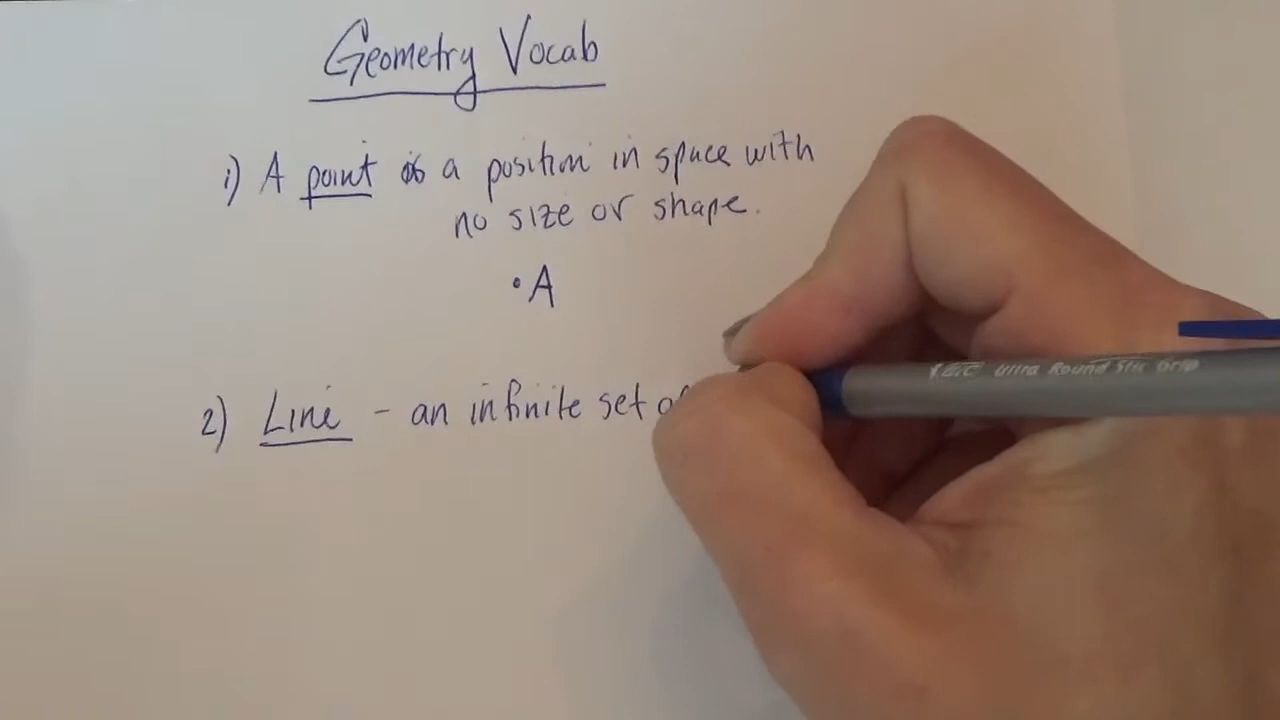 Geometry Vocab
1) A point is a position in space with
no size or shape.
• A
2) Line - an infinite set of
BIC Ultra Round Stic Grip